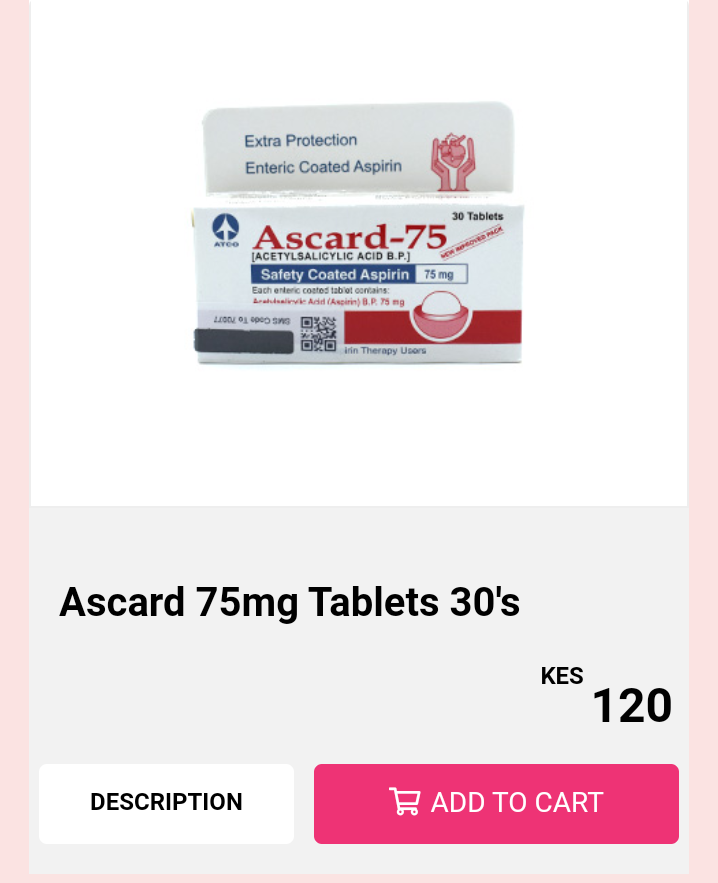 Extra Protection
Enteric Coated Aspirin
30 Tablets
ATCO
Ascard-75
NEW IMPROVED PACK
[ACETYLSALICYLIC ACID B.P.]
Safety Coated Aspirin 75 mg
Each enteric coated tablet contains:
Acetylsalicylic Acid (Aspirin) B.P. 75 mg
SMS Code To
irin Therapy Users
Ascard 75mg Tablets 30's
KES
120
DESCRIPTION
ADD TO CART